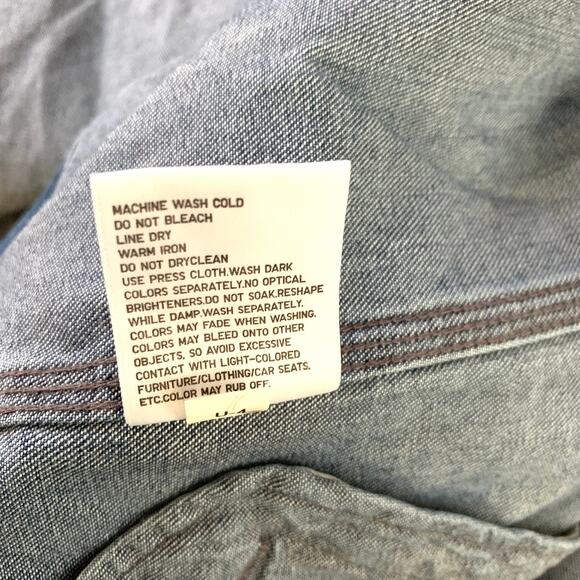 MACHINE WASH COLD
DO NOT BLEACH
LINE DRY
WARM IRON
DO NOT DRYCLEAN
USE PRESS CLOTH.WASH DARK
COLORS SEPARATELY.NO OPTICAL
BRIGHTENERS.DO NOT SOAK.RESHAPE
WHILE DAMP.WASH SEPARATELY.
COLORS MAY FADE WHEN WASHING.
COLORS MAY BLEED ONTO OTHER
OBJECTS, SO AVOID EXCESSIVE
CONTACT WITH LIGHT-COLORED
FURNITURE/CLOTHING/CAR SEATS.
ETC.COLOR MAY RUB OFF.